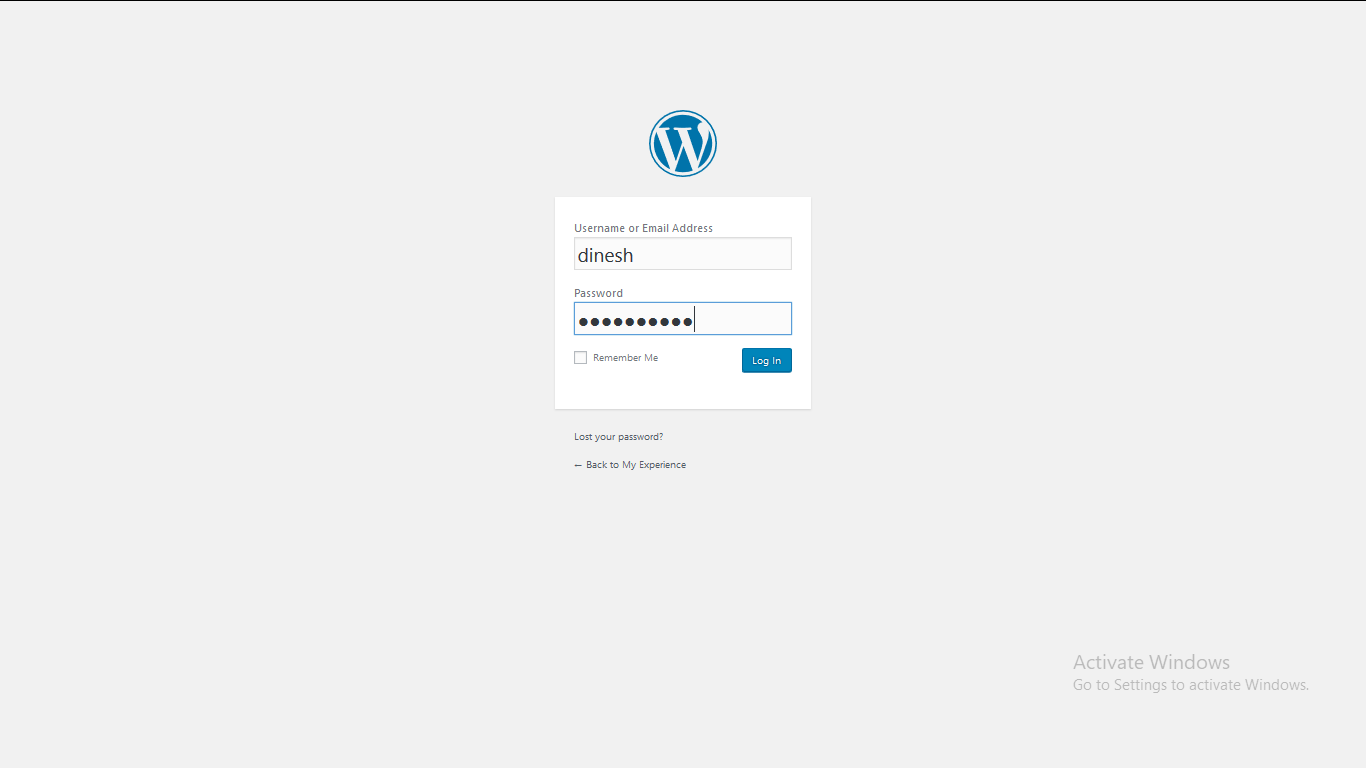 Username or Email Address
dinesh
Password
●●●●●●●●●●
Remember Me
Log In
Lost your password?
← Back to My Experience
Activate Windows
Go to Settings to activate Windows.